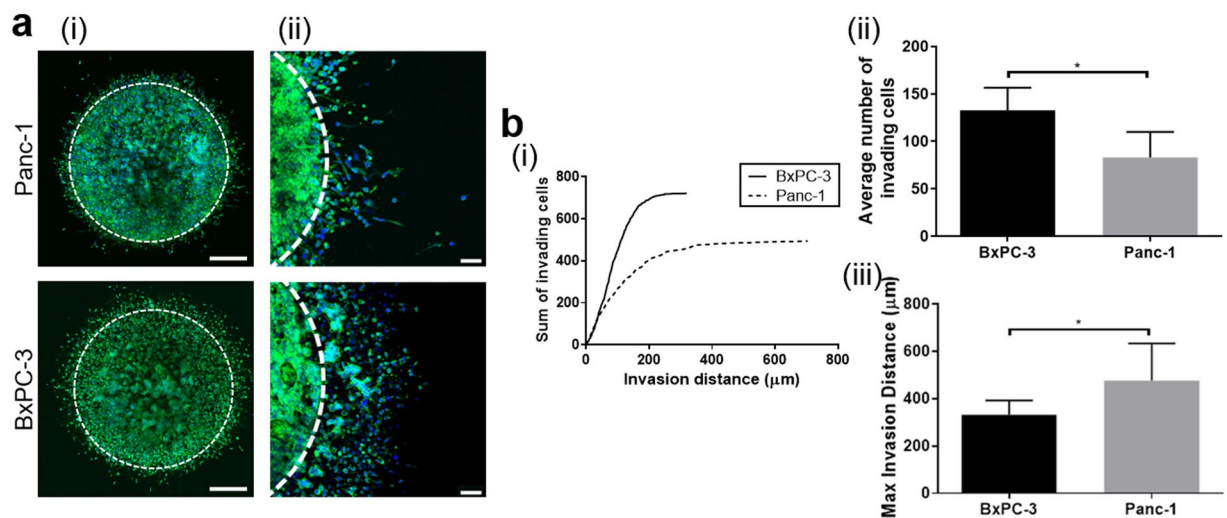 a
(i)
(ii)
Panc-1
BxPC-3
b
(i)
Sum of invading cells
800
600
400
200
0
0 200 400 600 800
Invasion distance (μm)
BxPC-3
Panc-1
(ii)
Average number of
invading cells
200
150
100
50
0
*
BxPC-3 Panc-1
(iii)
Max Invasion Distance (μm)
800
600
400
200
0
*
BxPC-3 Panc-1